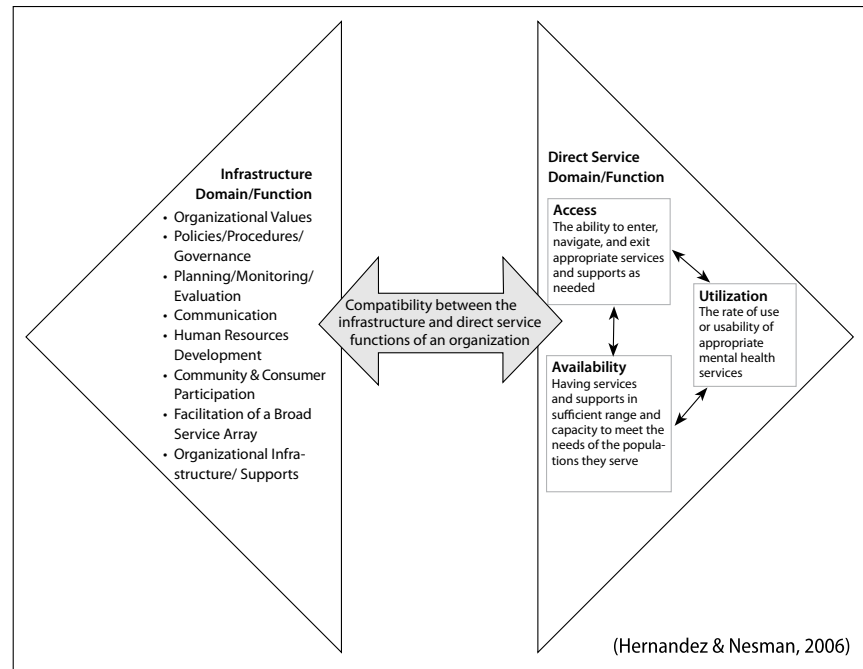 Infrastructure
Domain/Function
• Organizational Values
• Policies/Procedures/
Governance
• Planning/Monitoring/
Evaluation
• Communication
• Human Resources
Development
• Community & Consumer
Participation
• Facilitation of a Broad
Service Array
• Organizational Infra-
structure/ Supports
Compatibility between the
infrastructure and direct service
functions of an organization
Direct Service
Domain/Function
Access
The ability to enter,
navigate, and exit
appropriate services
and supports as
needed
Utilization
The rate of use
or usability of
appropriate
mental health
services
Availability
Having services
and supports in
sufficient range and
capacity to meet the
needs of the popula-
tions they serve
(Hernandez & Nesman, 2006)